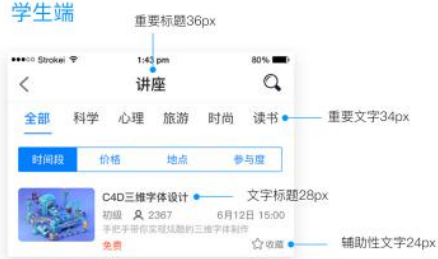 学生端
重要标题36px
●●●○○ Strokei 1:43 pm 80%
讲座
全部 科学 心理 旅游 时尚 读书
重要文字34px
时间段 价格 地点 参与度
C4D三维字体设计
文字标题28px
初级 2367 6月12日 15:00
手把手带你实现炫酷的三维字体制作
免费 收藏
辅助性文字24px